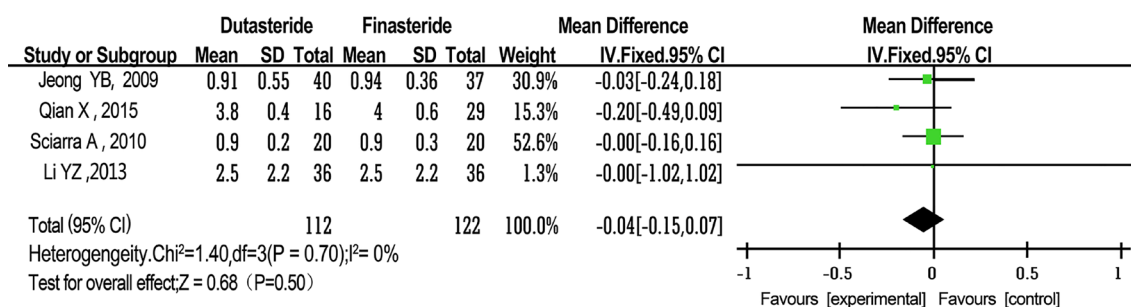 Dutasteride Finasteride Mean Difference Mean Difference
Study or Subgroup Mean SD Total Mean SD Total Weight IV.Fixed.95% CI IV.Fixed.95% CI
Jeong YB, 2009 0.91 0.55 40 0.94 0.36 37 30.9% -0.03[-0.24,0.18]
Qian X , 2015 3.8 0.4 16 4 0.6 29 15.3% -0.20[-0.49,0.09]
Sciarra A , 2010 0.9 0.2 20 0.9 0.3 20 52.6% -0.00[-0.16,0.16]
Li YZ ,2013 2.5 2.2 36 2.5 2.2 36 1.3% -0.00[-1.02,1.02]
Total (95% CI) 112 122 100.0% -0.04[-0.15,0.07]
Heterogengeity.Chi²=1.40,df=3(P = 0.70);I²= 0%
Test for overall effect;Z = 0.68 (P=0.50)
-1 -0.5 0 0.5 1
Favours [experimental] Favours [control]